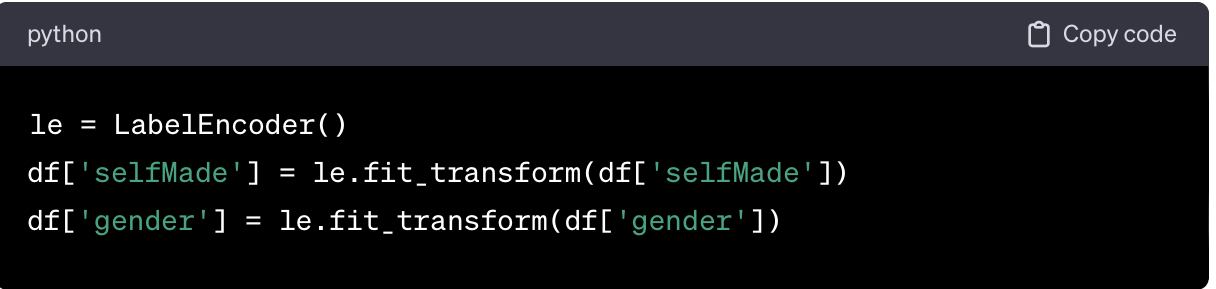 python
Copy code
le = LabelEncoder()
df['selfMade'] = le.fit_transform(df['selfMade'])
df['gender'] = le.fit_transform(df['gender'])